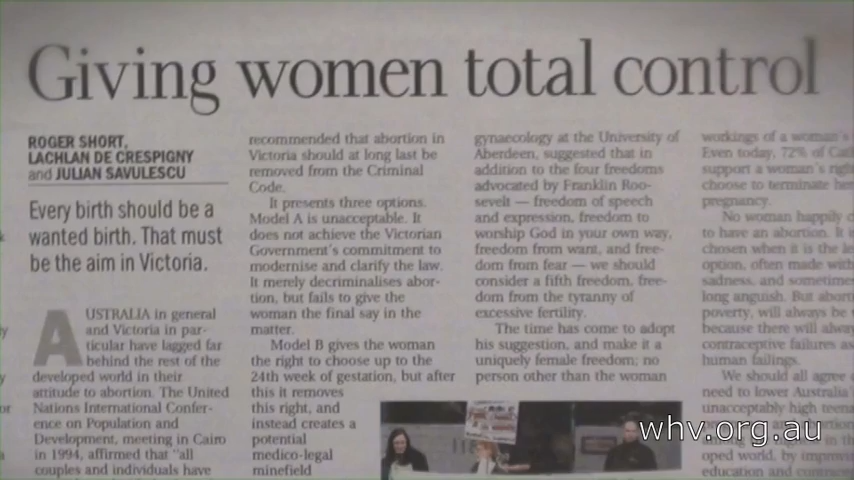 Giving women total control
ROGER SHORT,
LACHLAN DE CRESPIGNY
and JULIAN SAVULESCU
Every birth should be a
wanted birth. That must
be the aim in Victoria.
AUSTRALIA in general
and Victoria in par-
ticular have lagged far
behind the rest of the
developed world in their
attitude to abortion. The United
Nations International Confer-
ence on Population and
Development, meeting in Cairo
in 1994, affirmed that "all
couples and individuals have
recommended that abortion in
Victoria should at long last be
removed from the Criminal
Code.
It presents three options.
Model A is unacceptable. It
does not achieve the Victorian
Government's commitment to
modernise and clarify the law.
It merely decriminalises abor-
tion, but fails to give the
woman the final say in the
matter.
Model B gives the woman
the right to choose up to the
24th week of gestation, but after
this it removes
this right, and
instead creates a
potential
medico-legal
minefield
gynaecology at the University of
Aberdeen, suggested that in
addition to the four freedoms
advocated by Franklin Roo-
sevelt — freedom of speech
and expression, freedom to
worship God in your own way,
freedom from want, and free-
dom from fear — we should
consider a fifth freedom, free-
dom from the tyranny of
excessive fertility.
The time has come to adopt
his suggestion, and make it a
uniquely female freedom; no
person other than the woman
workings of a woman's
Even today, 72% of
support a woman's
choose to terminate
pregnancy.
No woman happily
to have an abortion. It
chosen when it is the
option, often made
sadness, and
long anguish. But
poverty, will always be
because there will
contraceptive failures
human failings.
We should all agree
need to lower Australia's
unacceptably high
by
education and
whv.org.au